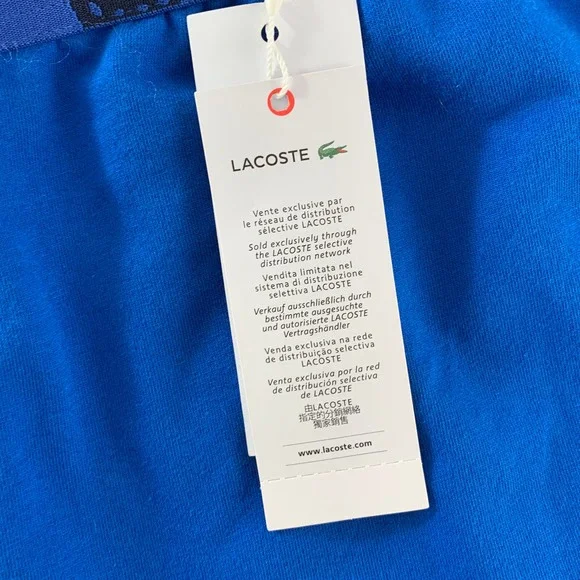 LACOSTE
Vente exclusive par
le réseau de distribution
sélective LACOSTE
Sold exclusively through
the LACOSTE selective
distribution network
Vendita limitata nel
sistema di distribuzione
selettiva LACOSTE
Verkauf ausschließlich durch
bestimmte ausgesuchte
und autorisierte LACOSTE
Vertragshändler
Venda exclusiva na rede
de distribuição selectiva
LACOSTE
Venta exclusiva por la red
de distribución selectiva
de LACOSTE
由LACOSTE
指定的分銷網絡
獨家銷售
www.lacoste.com